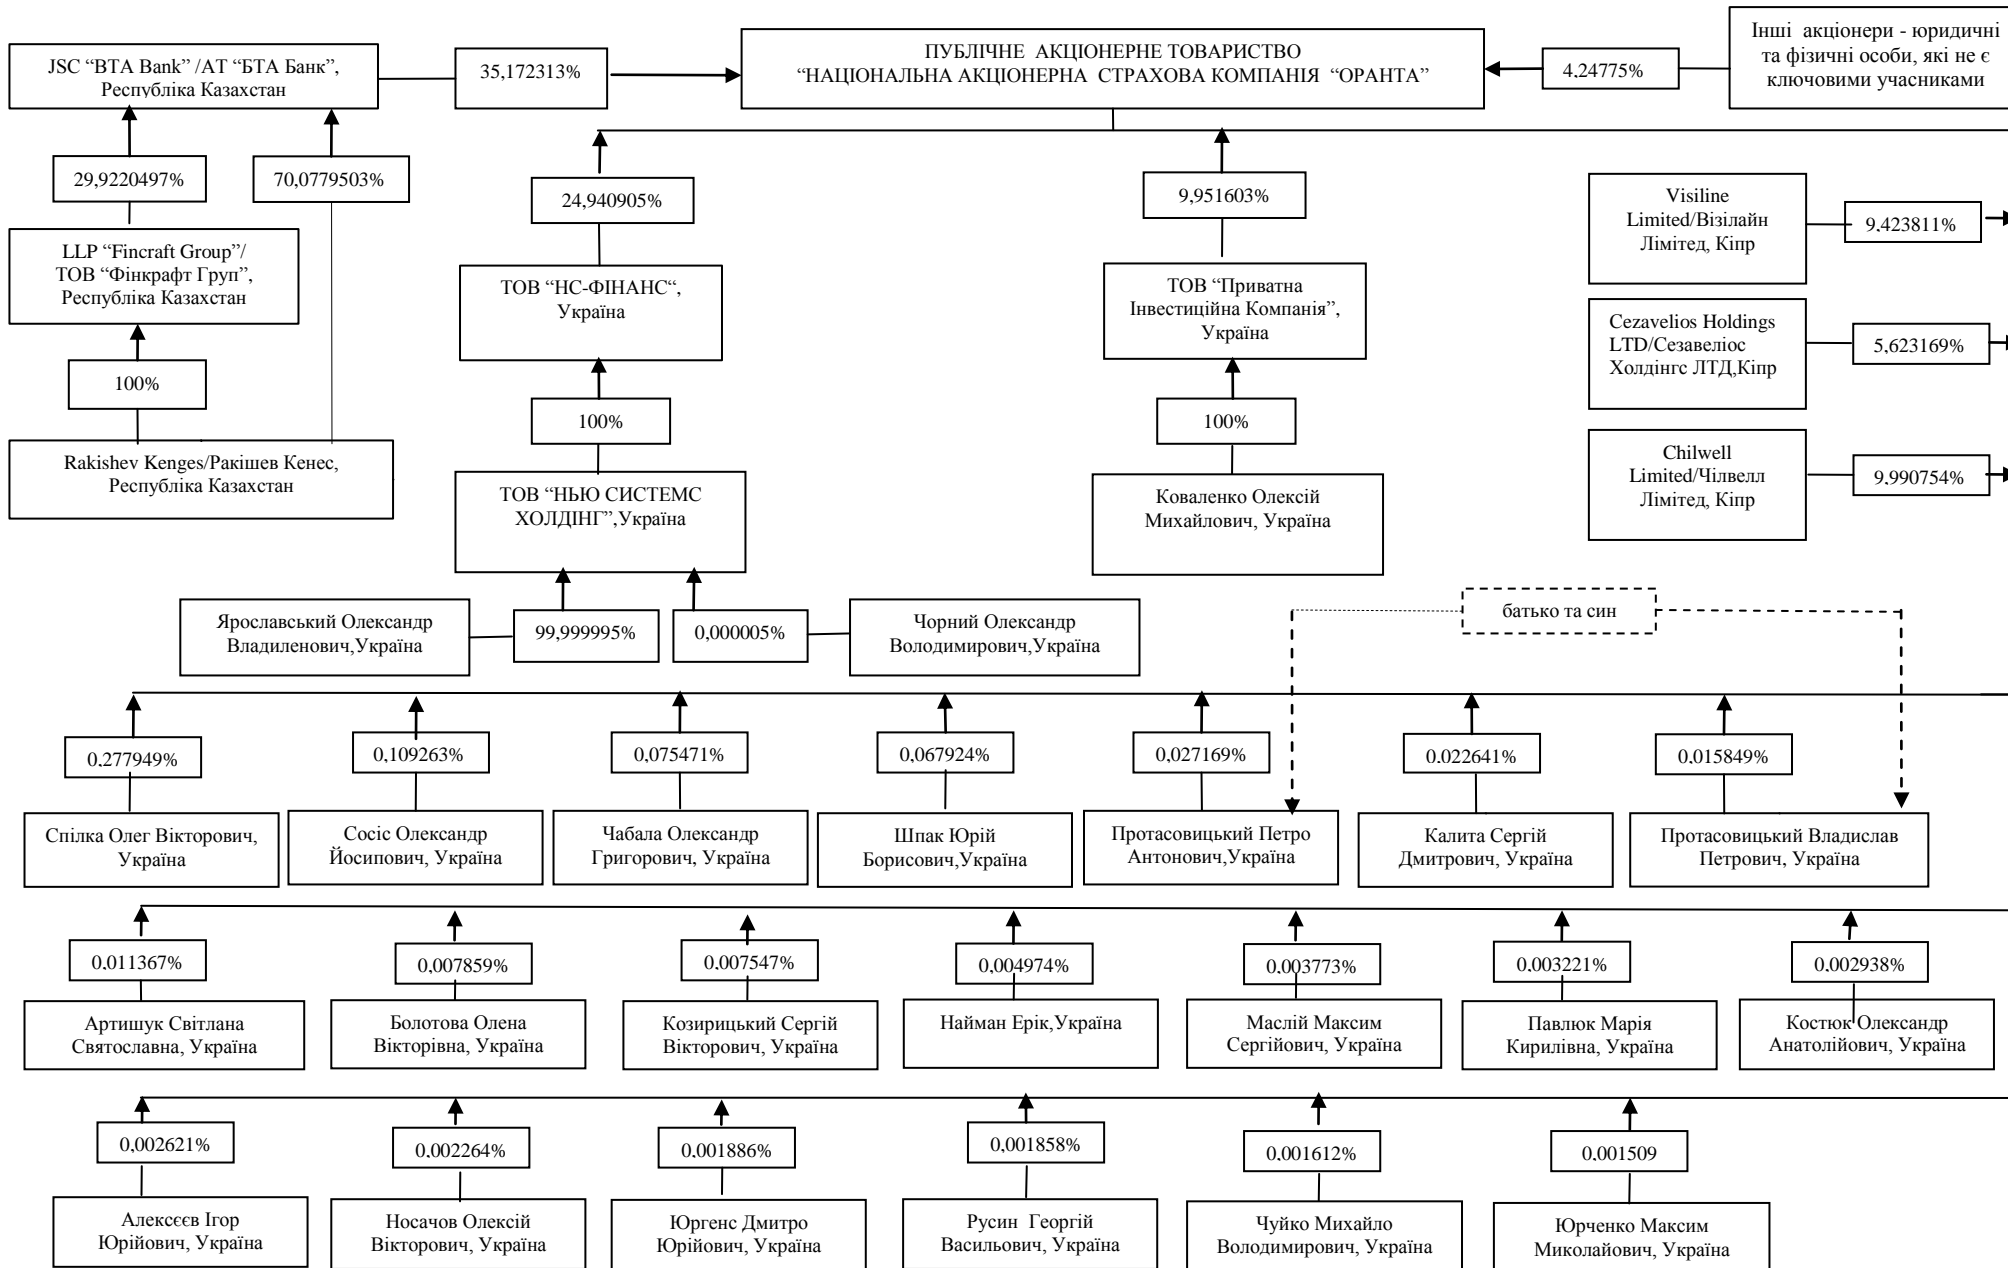 JSC “BTA Bank” /АТ “БТА Банк”,
Республіка Казахстан
35,172313%
ПУБЛІЧНЕ АКЦІОНЕРНЕ ТОВАРИСТВО
“НАЦІОНАЛЬНА АКЦІОНЕРНА СТРАХОВА КОМПАНІЯ “ОРАНТА”
4,24775%
Інші акціонери - юридичні
та фізичні особи, які не є
ключовими учасниками
29,9220497%
70,0779503%
24,940905%
9,951603%
Visiline
Limited/Візілайн
Лімітед, Кіпр
9,423811%
LLP “Fincraft Group”/
ТОВ “Фінкрафт Груп”,
Республіка Казахстан
ТОВ “НС-ФІНАНС“,
Україна
ТОВ “Приватна
Інвестиційна Компанія”,
Україна
Cezavelios Holdings
LTD/Сезавеліос
Холдінгс ЛТД,Кіпр
5,623169%
100%
100%
100%
Rakishev Kenges/Ракішев Кенес,
Республіка Казахстан
ТОВ “НЬЮ СИСТЕМС
ХОЛДІНГ”,Україна
Коваленко Олексій
Михайлович, Україна
Chilwell
Limited/Чілвелл
Лімітед, Кіпр
9,990754%
Ярославський Олександр
Владиленович,Україна
99,999995%
0,000005%
Чорний Олександр
Володимирович,Україна
батько та син
0,277949%
0,109263%
0,075471%
0,067924%
0,027169%
0,022641%
0,015849%
Спілка Олег Вікторович,
Україна
Сосіс Олександр
Йосипович, Україна
Чабала Олександр
Григорович, Україна
Шпак Юрій
Борисович,Україна
Протасовицький Петро
Антонович,Україна
Калита Сергій
Дмитрович, Україна
Протасовицький Владислав
Петрович, Україна
0,011367%
0,007859%
0,007547%
0,004974%
0,003773%
0,003221%
0,002938%
Артишук Світлана
Святославна, Україна
Болотова Олена
Вікторівна, Україна
Козирицький Сергій
Вікторович, Україна
Найман Ерік,Україна
Маслій Максим
Сергійович, Україна
Павлюк Марія
Кирилівна, Україна
Костюк Олександр
Анатолійович, Україна
0,002621%
0,002264%
0,001886%
0,001858%
0,001612%
0,001509
Алексєєв Ігор
Юрійович, Україна
Носачов Олексій
Вікторович, Україна
Юргенс Дмитро
Юрійович, Україна
Русин Георгій
Васильович, Україна
Чуйко Михайло
Володимирович, Україна
Юрченко Максим
Миколайович, Україна